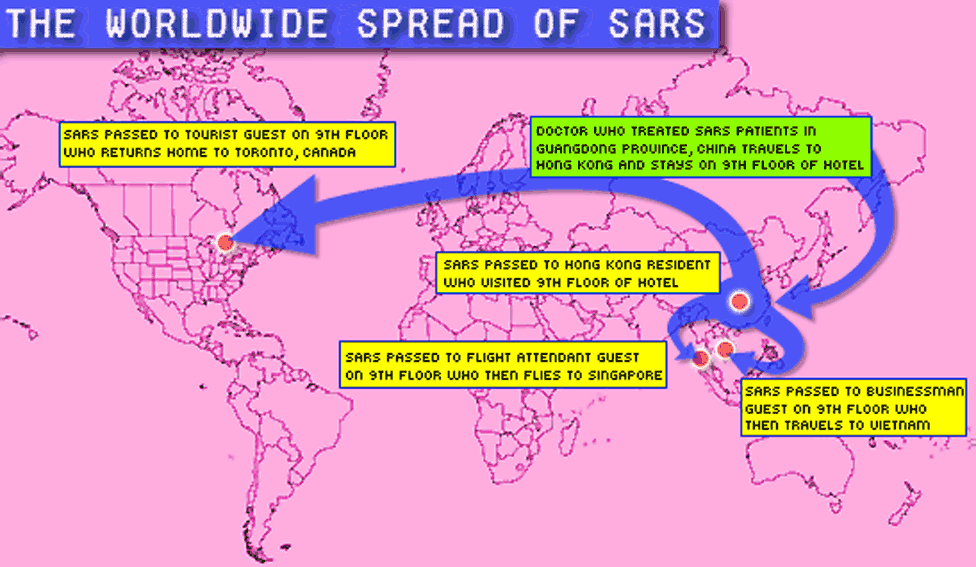 THE WORLDWIDE SPREAD OF SARS
SARS PASSED TO TOURIST GUEST ON 9TH FLOOR
WHO RETURNS HOME TO TORONTO, CANADA
DOCTOR WHO TREATED SARS PATIENTS IN
GUANGDONG PROVINCE, CHINA TRAVELS TO
HONG KONG AND STAYS ON 9TH FLOOR OF HOTEL
SARS PASSED TO HONG KONG RESIDENT
WHO VISITED 9TH FLOOR OF HOTEL
SARS PASSED TO FLIGHT ATTENDANT GUEST
ON 9TH FLOOR WHO THEN FLIES TO SINGAPORE
SARS PASSED TO BUSINESSMAN
GUEST ON 9TH FLOOR WHO
THEN TRAVELS TO VIETNAM